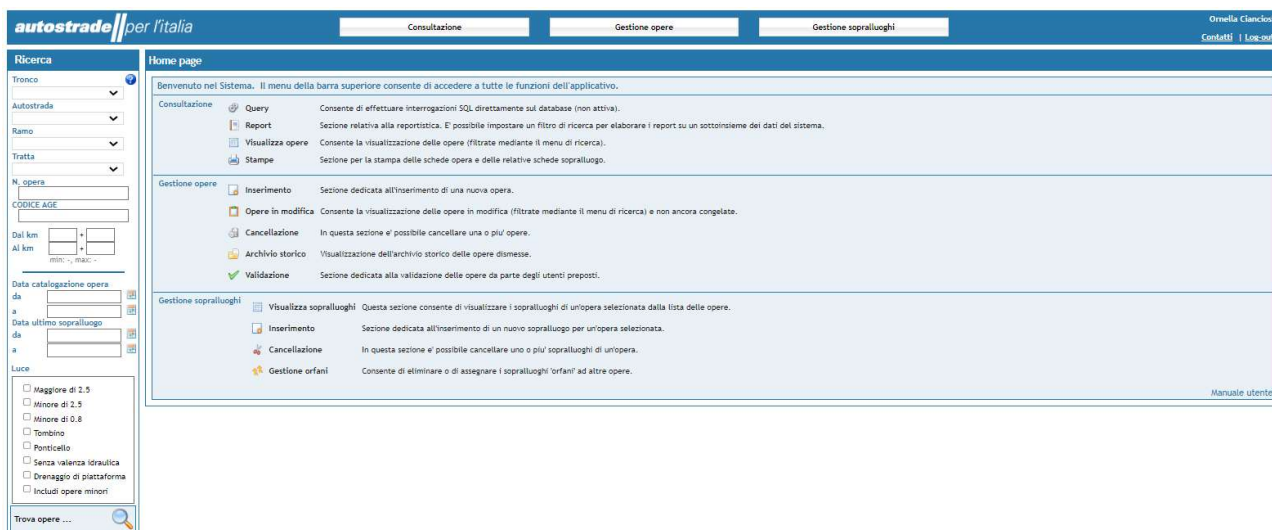 autostrade//per l'italia
Consultazione
Gestione opere
Gestione sopralluoghi
Ornella Ciancios
Contatti | Log-out
Ricerca
Tronco
Autostrada
Ramo
Tratta
N. opera
CODICE AGE
Dal km +
Al km +
min: -, max: -
Data catalogazione opera
da
a
Data ultimo sopralluogo
da
a
Luce
Maggiore di 2.5
Minore di 2.5
Minore di 0.8
Tombino
Ponticello
Senza valenza idraulica
Drenaggio di piattaforma
Includi opere minori
Trova opere ...
Home page
Benvenuto nel Sistema. Il menu della barra superiore consente di accedere a tutte le funzioni dell'applicativo.
Consultazione
Query Consente di effettuare interrogazioni SQL direttamente sul database (non attiva).
Report Sezione relativa alla reportistica. E' possibile impostare un filtro di ricerca per elaborare i report su un sottoinsieme dei dati del sistema.
Visualizza opere Consente la visualizzazione delle opere (filtrate mediante il menu di ricerca).
Stampe Sezione per la stampa delle schede opera e delle relative schede sopralluogo.
Gestione opere
Inserimento Sezione dedicata all'inserimento di una nuova opera.
Opere in modifica Consente la visualizzazione delle opere in modifica (filtrate mediante il menu di ricerca) e non ancora congelate.
Cancellazione In questa sezione e' possibile cancellare una o piu' opere.
Archivio storico Visualizzazione dell'archivio storico delle opere dismesse.
Validazione Sezione dedicata alla validazione delle opere da parte degli utenti preposti.
Gestione sopralluoghi
Visualizza sopralluoghi Questa sezione consente di visualizzare i sopralluoghi di un'opera selezionata dalla lista delle opere.
Inserimento Sezione dedicata all'inserimento di un nuovo sopralluogo per un'opera selezionata.
Cancellazione In questa sezione e' possibile cancellare uno o piu' sopralluoghi di un'opera.
Gestione orfani Consente di eliminare o di assegnare i sopralluoghi 'orfani' ad altre opere.
Manuale utente